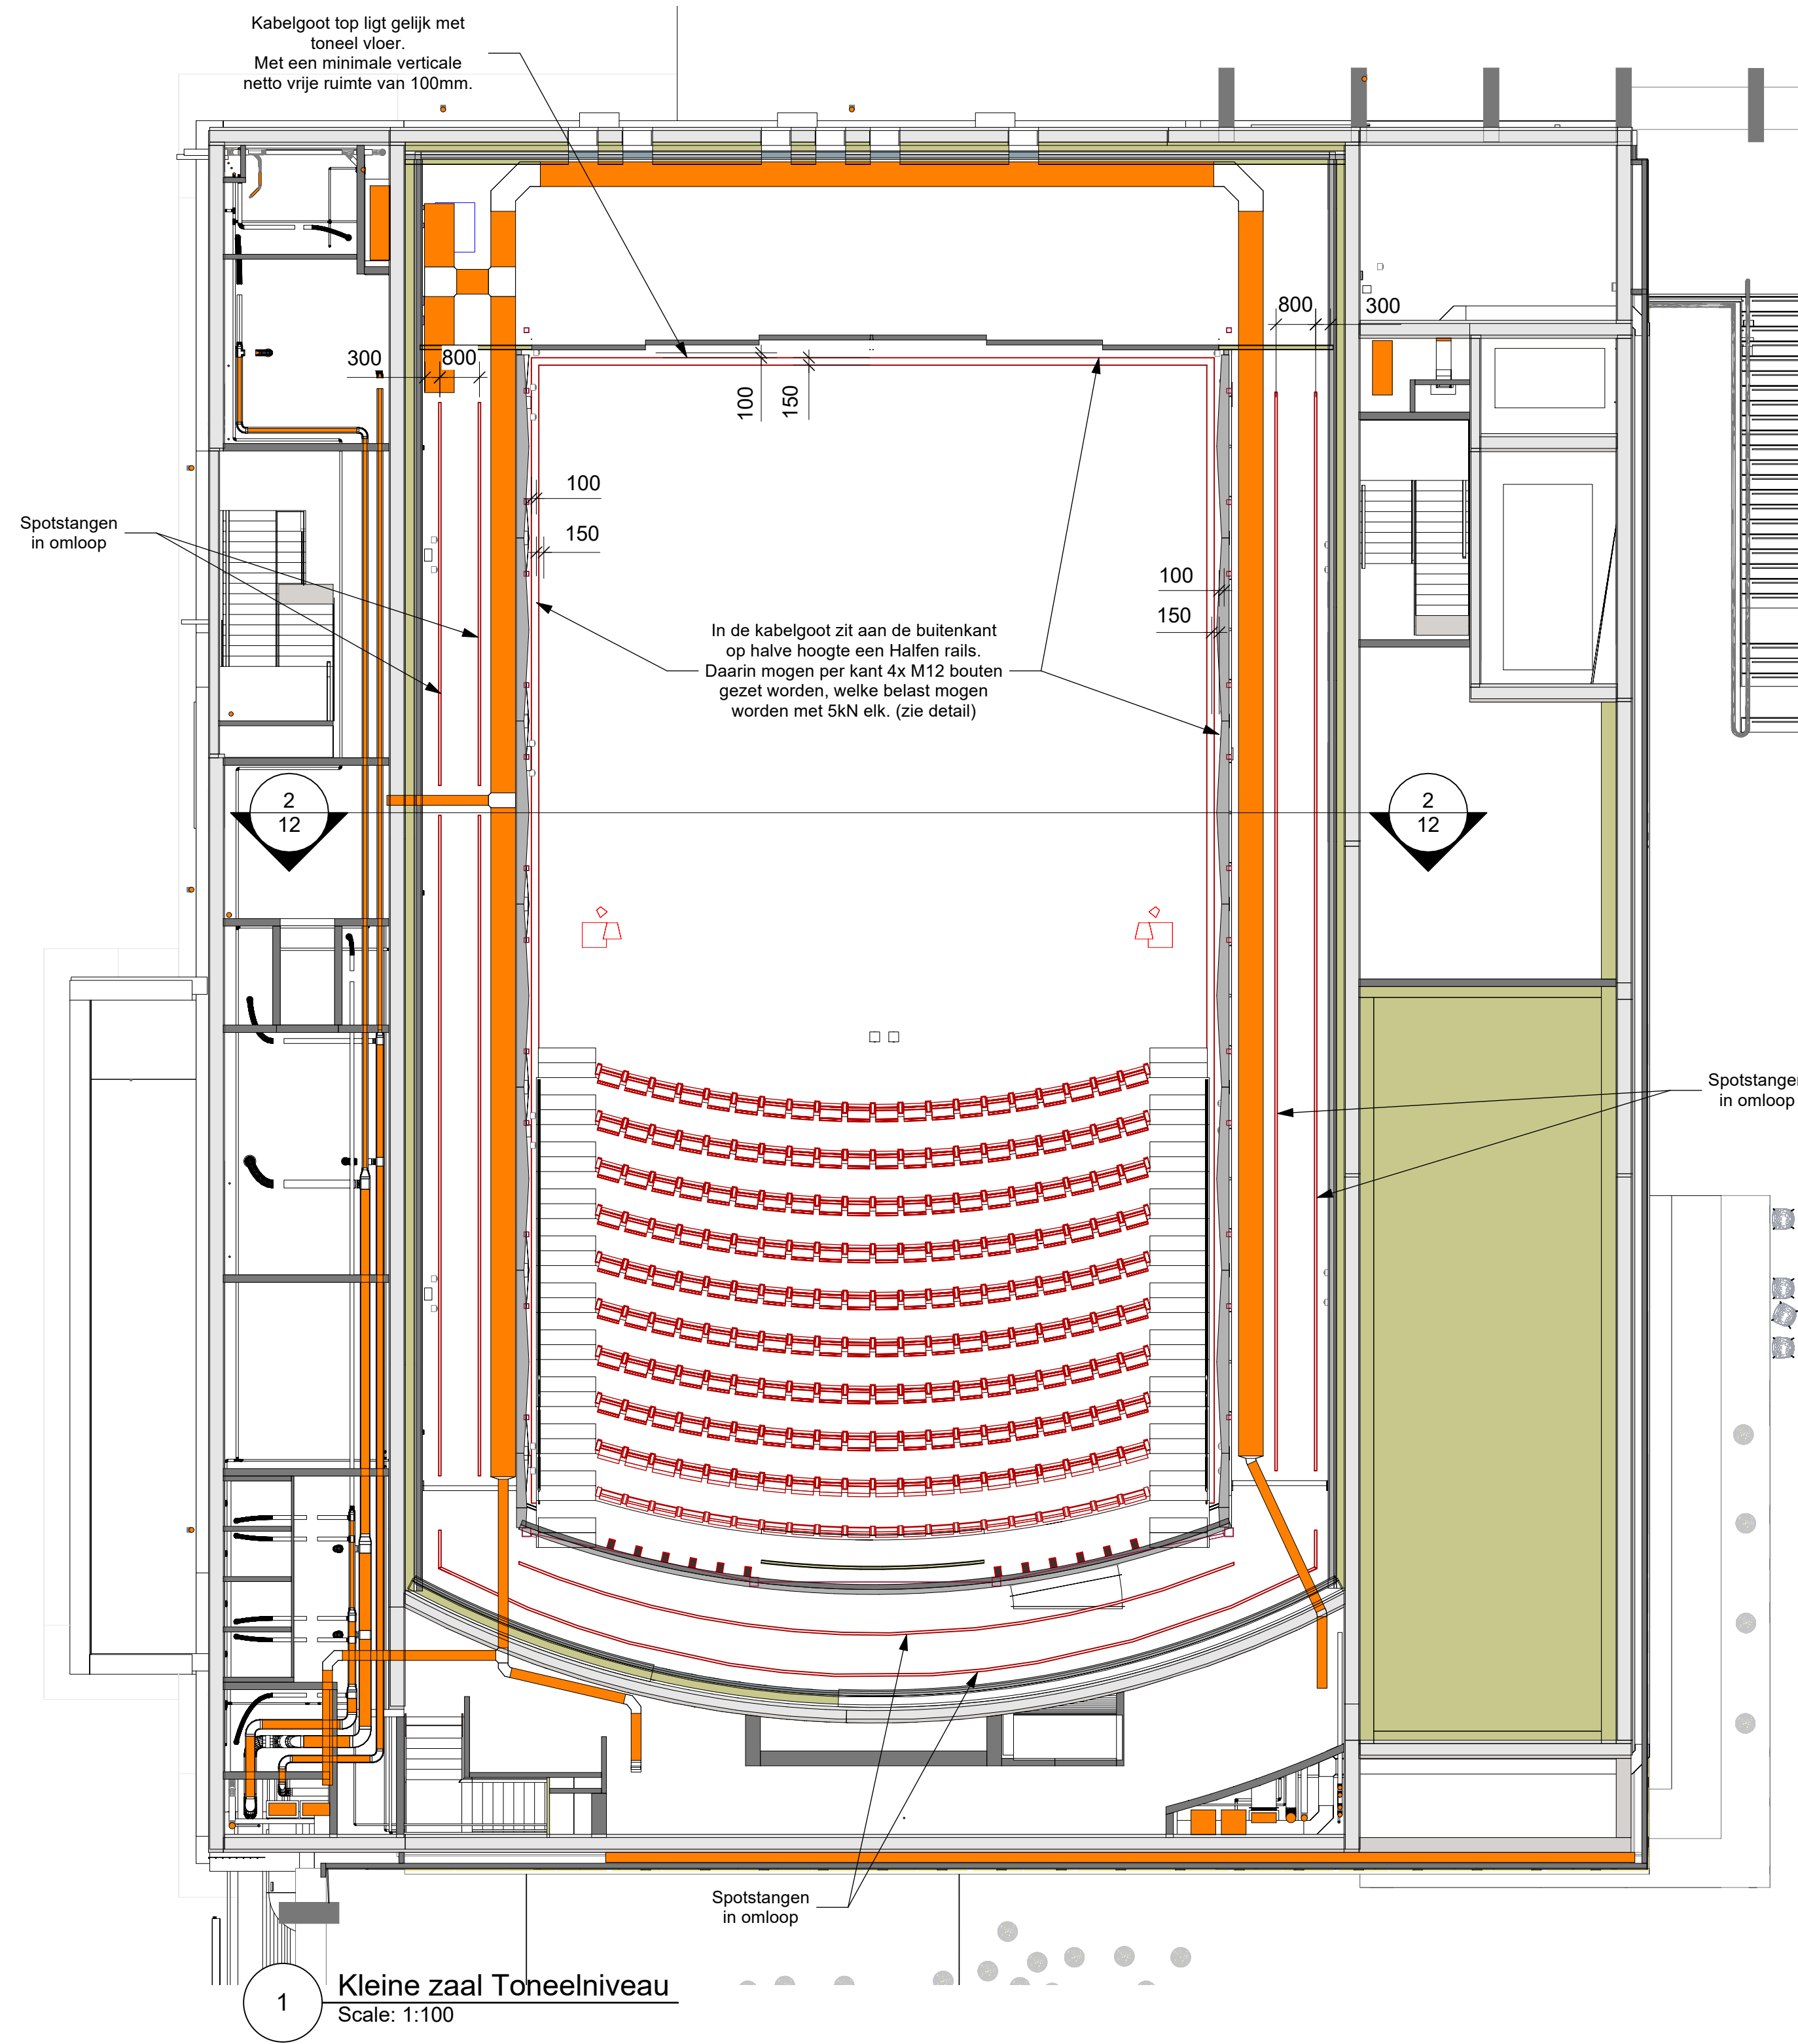 Kabelgoot top ligt gelijk met
toneel vloer.
Met een minimale verticale
netto vrije ruimte van 100mm.
800
300
300
800
100
150
100
150
Spotstangen
in omloop
100
150
In de kabelgoot zit aan de buitenkant
op halve hoogte een Halfen rails.
Daarin mogen per kant 4x M12 bouten
gezet worden, welke belast mogen
worden met 5kN elk. (zie detail)
2
12
2
12
Spotstangen
in omloop
Spotstangen
in omloop
1
Kleine zaal Toneelniveau
Scale: 1:100